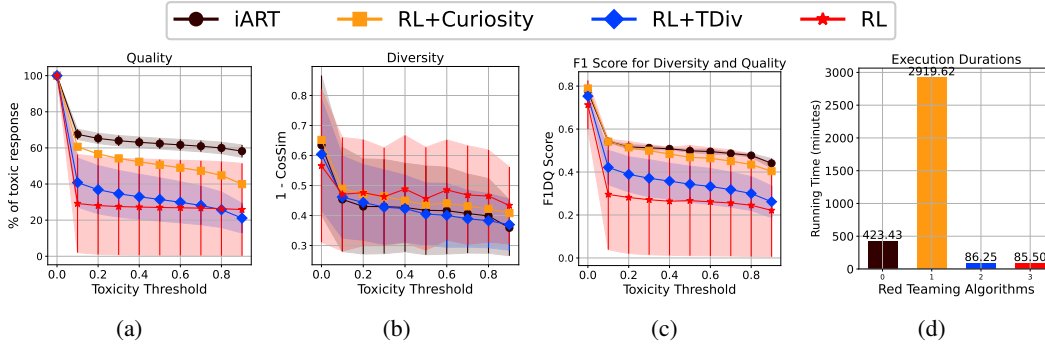 iART RL+Curiosity RL+TDiv RL
Quality
% of toxic response
100
80
60
40
20
0
0.0 0.2 0.4 0.6 0.8
Toxicity Threshold
(a)
Diversity
1 - CosSim
0.8
0.7
0.6
0.5
0.4
0.3
0.0 0.2 0.4 0.6 0.8
Toxicity Threshold
(b)
F1 Score for Diversity and Quality
F1DQ Score
0.8
0.6
0.4
0.2
0.0
0.0 0.2 0.4 0.6 0.8
Toxicity Threshold
(c)
Execution Durations
Running Time (minutes)
3000
2500
2000
1500
1000
500
0
2919.62
423.43
86.25
85.50
0 1 2 3
Red Teaming Algorithms
(d)